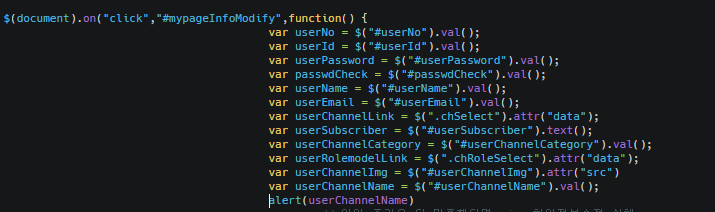 $(document).on("click","#mypageInfoModify",function() {
var userNo = $("#userNo").val();
var userId = $("#userId").val();
var userPassword = $("#userPassword").val();
var passwdCheck = $("#passwdCheck").val();
var userName = $("#userName").val();
var userEmail = $("#userEmail").val();
var userChannelLink = $(".chSelect").attr("data");
var userSubscriber = $("#userSubscriber").text();
var userChannelCategory = $("#userChannelCategory").val();
var userRolemodelLink = $(".chRoleSelect").attr("data");
var userChannelImg = $("#userChannelImg").attr("src")
var userChannelName = $("#userChannelName").val();
alert(userChannelName)